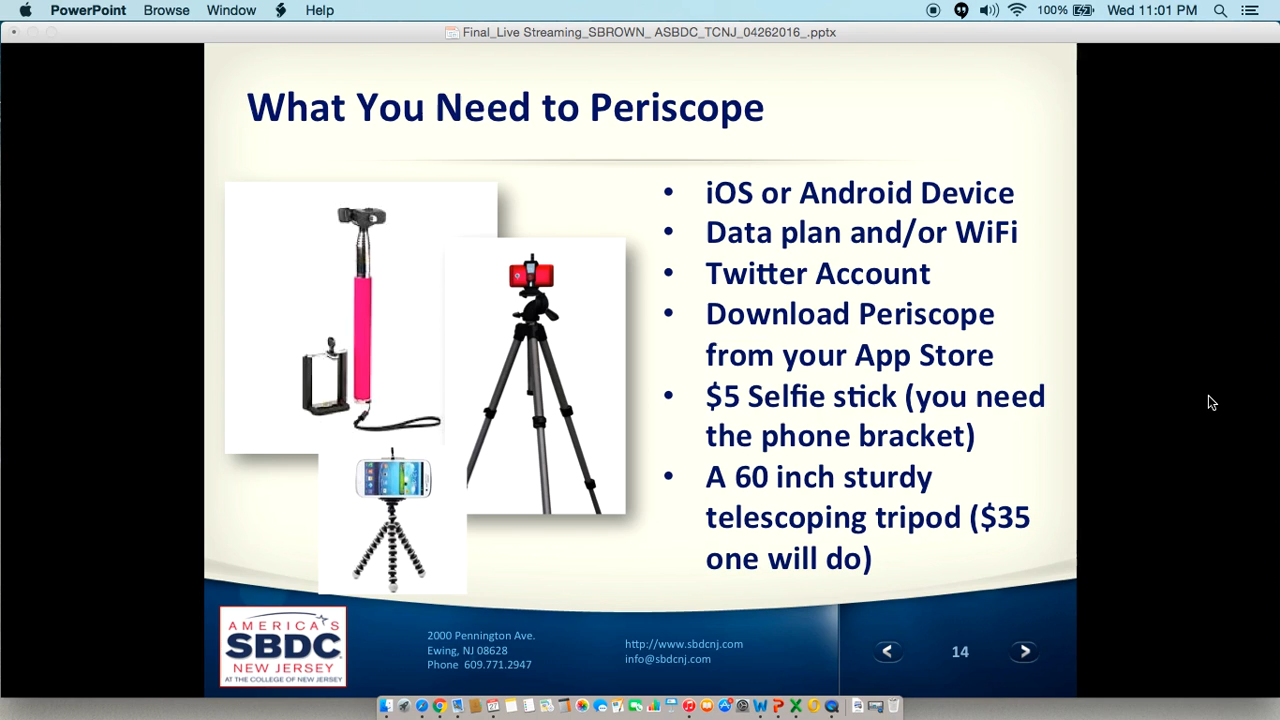 PowerPoint Browse Window Help 100% Wed 11:01 PM
Final_Live Streaming_SBROWN_ ASBDC_TCNJ_04262016_.pptx
What You Need to Periscope
• iOS or Android Device
• Data plan and/or WiFi
• Twitter Account
• Download Periscope
from your App Store
• $5 Selfie stick (you need
the phone bracket)
• A 60 inch sturdy
telescoping tripod ($35
one will do)
AMERICA'S
SBDC
NEW JERSEY
AT THE COLLEGE OF NEW JERSEY
2000 Pennington Ave.
Ewing, NJ 08628
Phone 609.771.2947
http://www.sbdcnj.com
info@sbdcnj.com
14